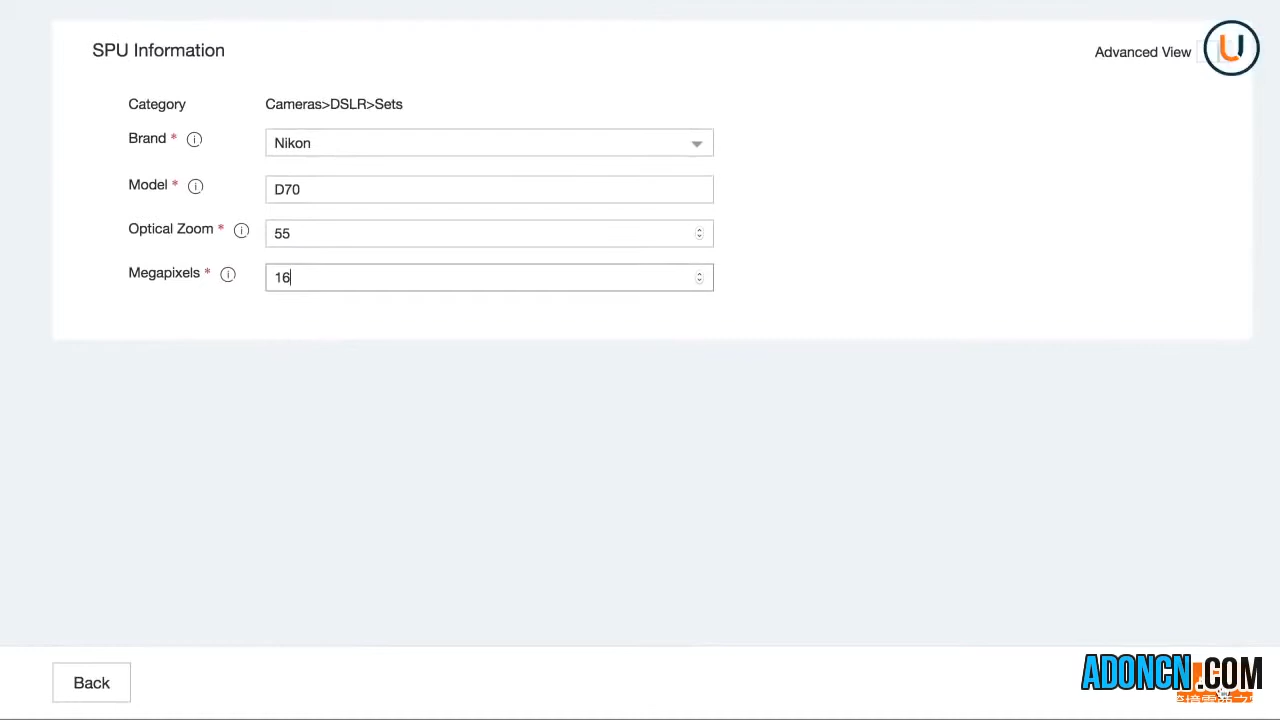 SPU Information
Advanced View
Category
Cameras>DSLR>Sets
Brand *
Nikon
Model *
D70
Optical Zoom *
55
Megapixels *
16
Back
ADONCN.COM